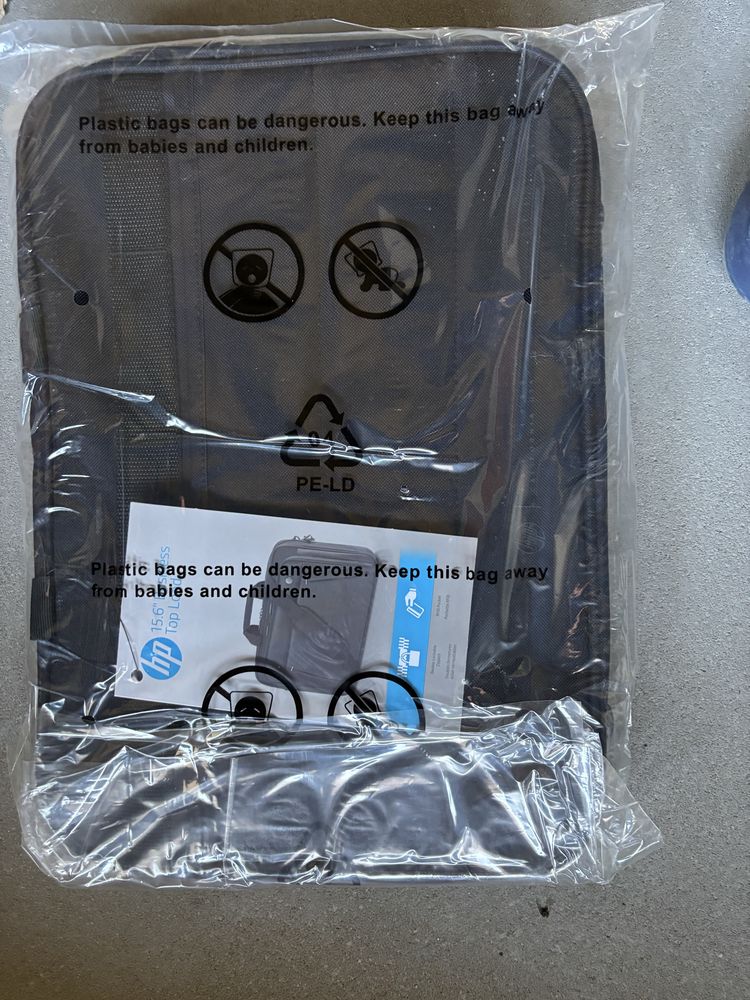 Plastic bags can be dangerous. Keep this bag away
from babies and children.
04
PE-LD
Plastic bags can be dangerous. Keep this bag away
from babies and children.
hp
15.6"
Top